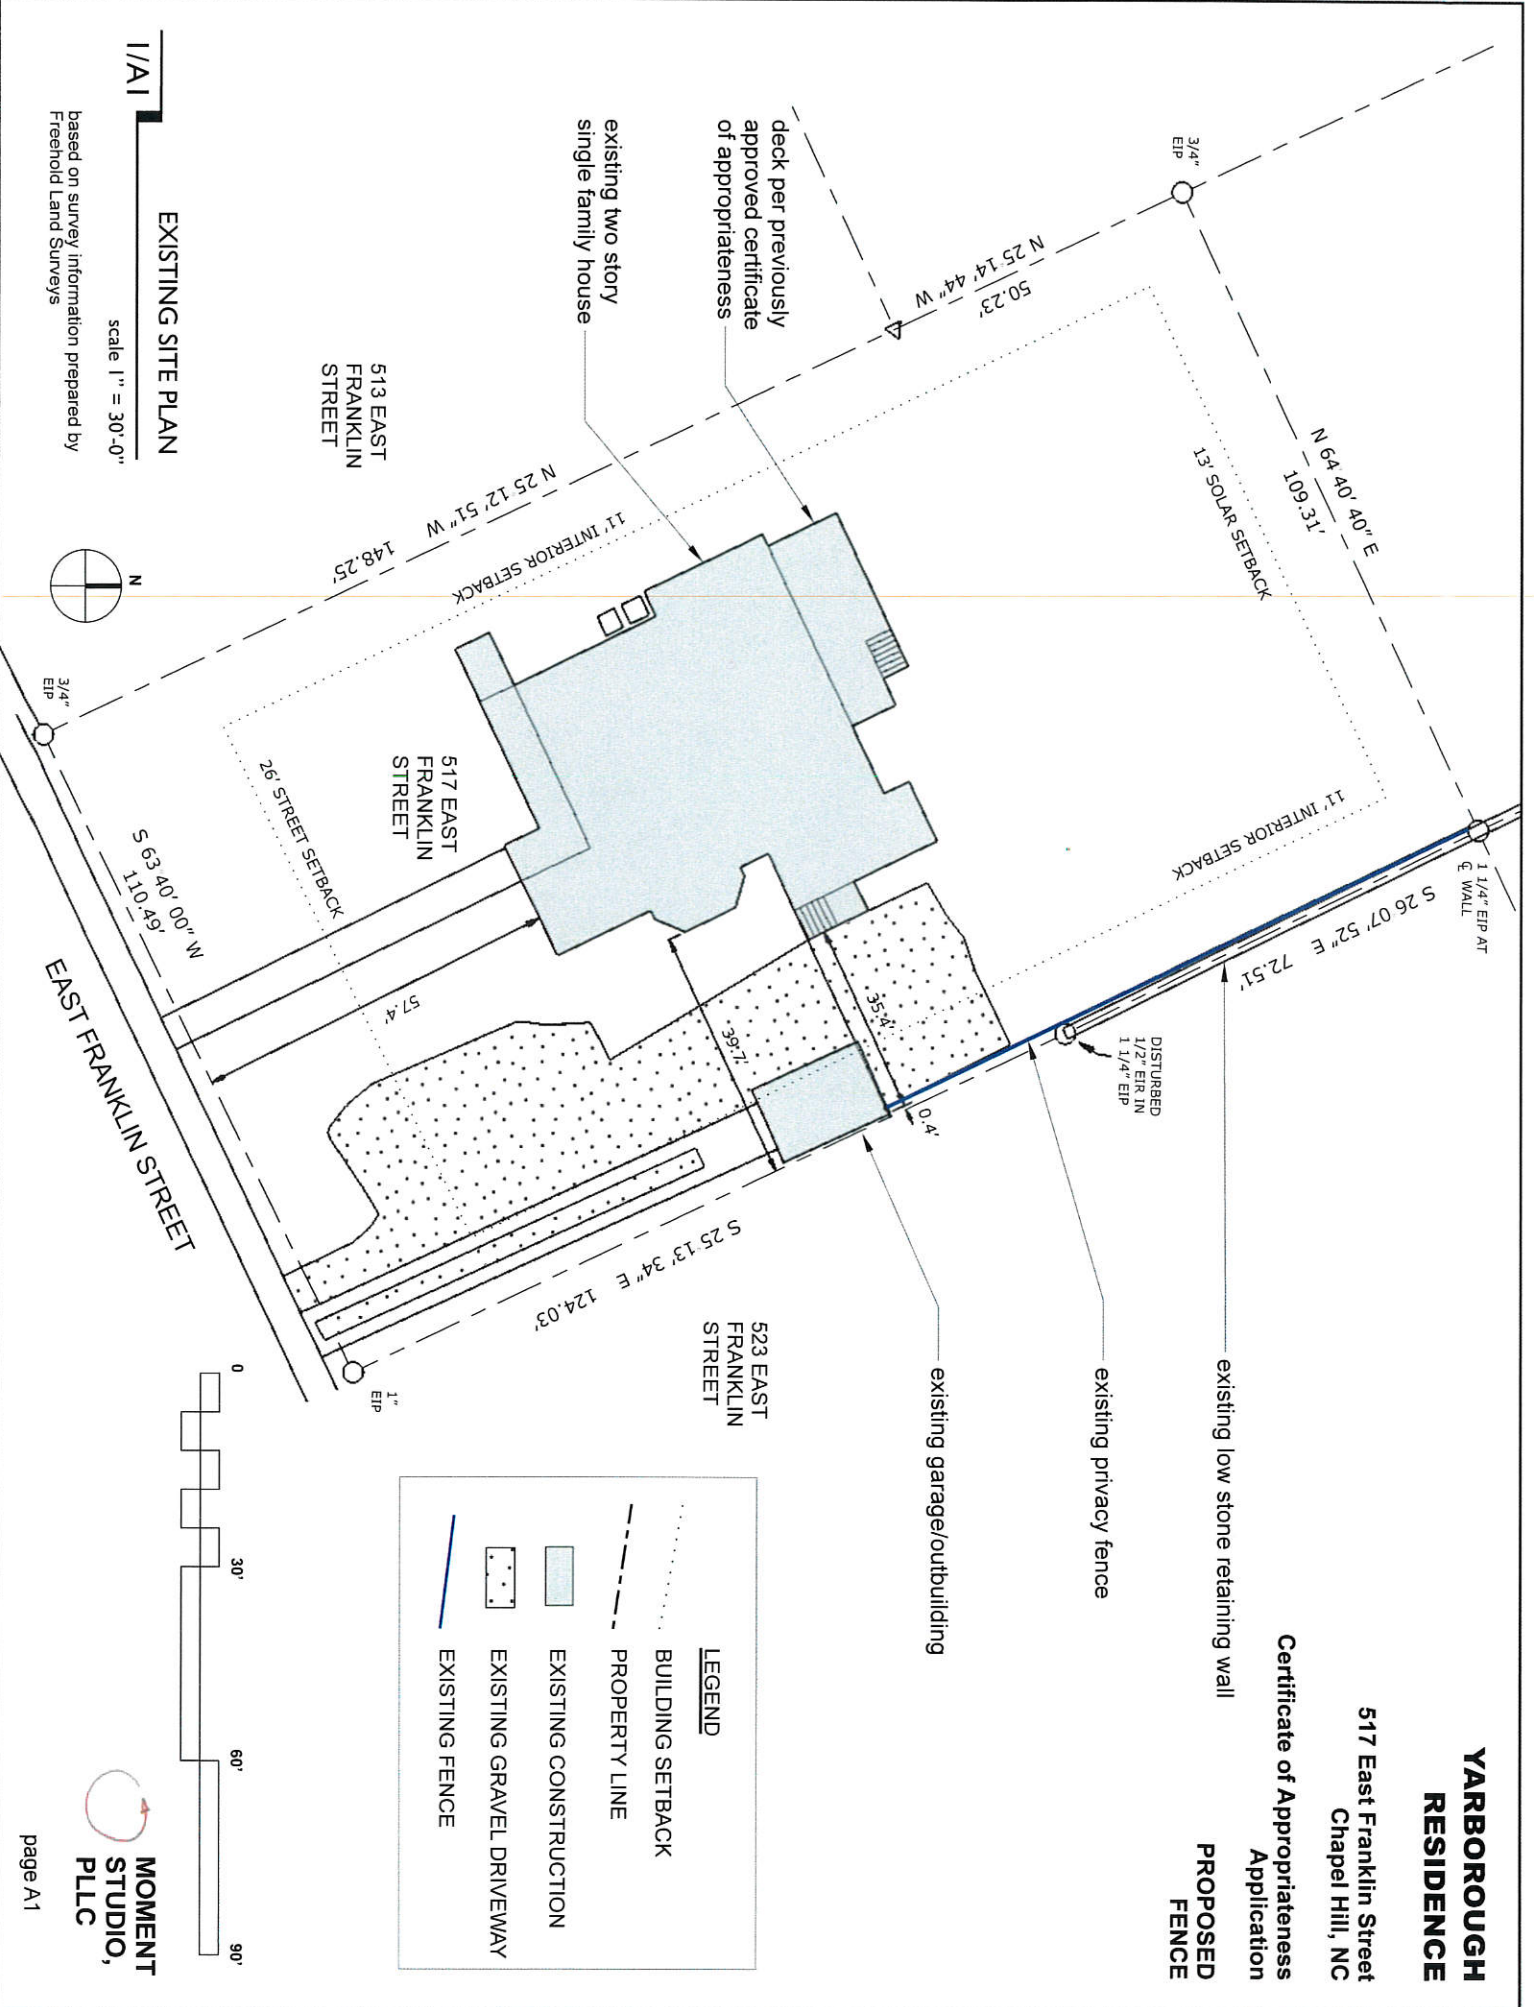 YARBOROUGH
RESIDENCE
517 East Franklin Street
Chapel Hill, NC
Certificate of Appropriateness
Application
PROPOSED
FENCE
3/4"
EIP
N 64 40' 40" E
109.31'
13' SOLAR SETBACK
1 1/4" EIP AT
℄ WALL
N 25 14' 44" W
50.23'
deck per previously
approved certificate
of appropriateness
existing two story
single family house
11' INTERIOR SETBACK
S 26 07' 52" E 72.51'
DISTURBED
1/2" EIR IN
1 1/4" EIP
existing low stone retaining wall
existing privacy fence
existing garage/outbuilding
0.4'
35.4'
39.7'
57.4'
513 EAST
FRANKLIN
STREET
N 25 12' 51" W 148.25'
11' INTERIOR SETBACK
517 EAST
FRANKLIN
STREET
523 EAST
FRANKLIN
STREET
S 25 13' 34" E 124.03'
26' STREET SETBACK
S 63 40' 00" W
110.49'
3/4"
EIP
1"
EIP
EAST FRANKLIN STREET
LEGEND
BUILDING SETBACK
PROPERTY LINE
EXISTING CONSTRUCTION
EXISTING GRAVEL DRIVEWAY
EXISTING FENCE
1/A1
EXISTING SITE PLAN
scale 1" = 30'-0"
based on survey information prepared by
Freehold Land Surveys
N
0 30' 60' 90'
MOMENT
STUDIO,
PLLC
page A1